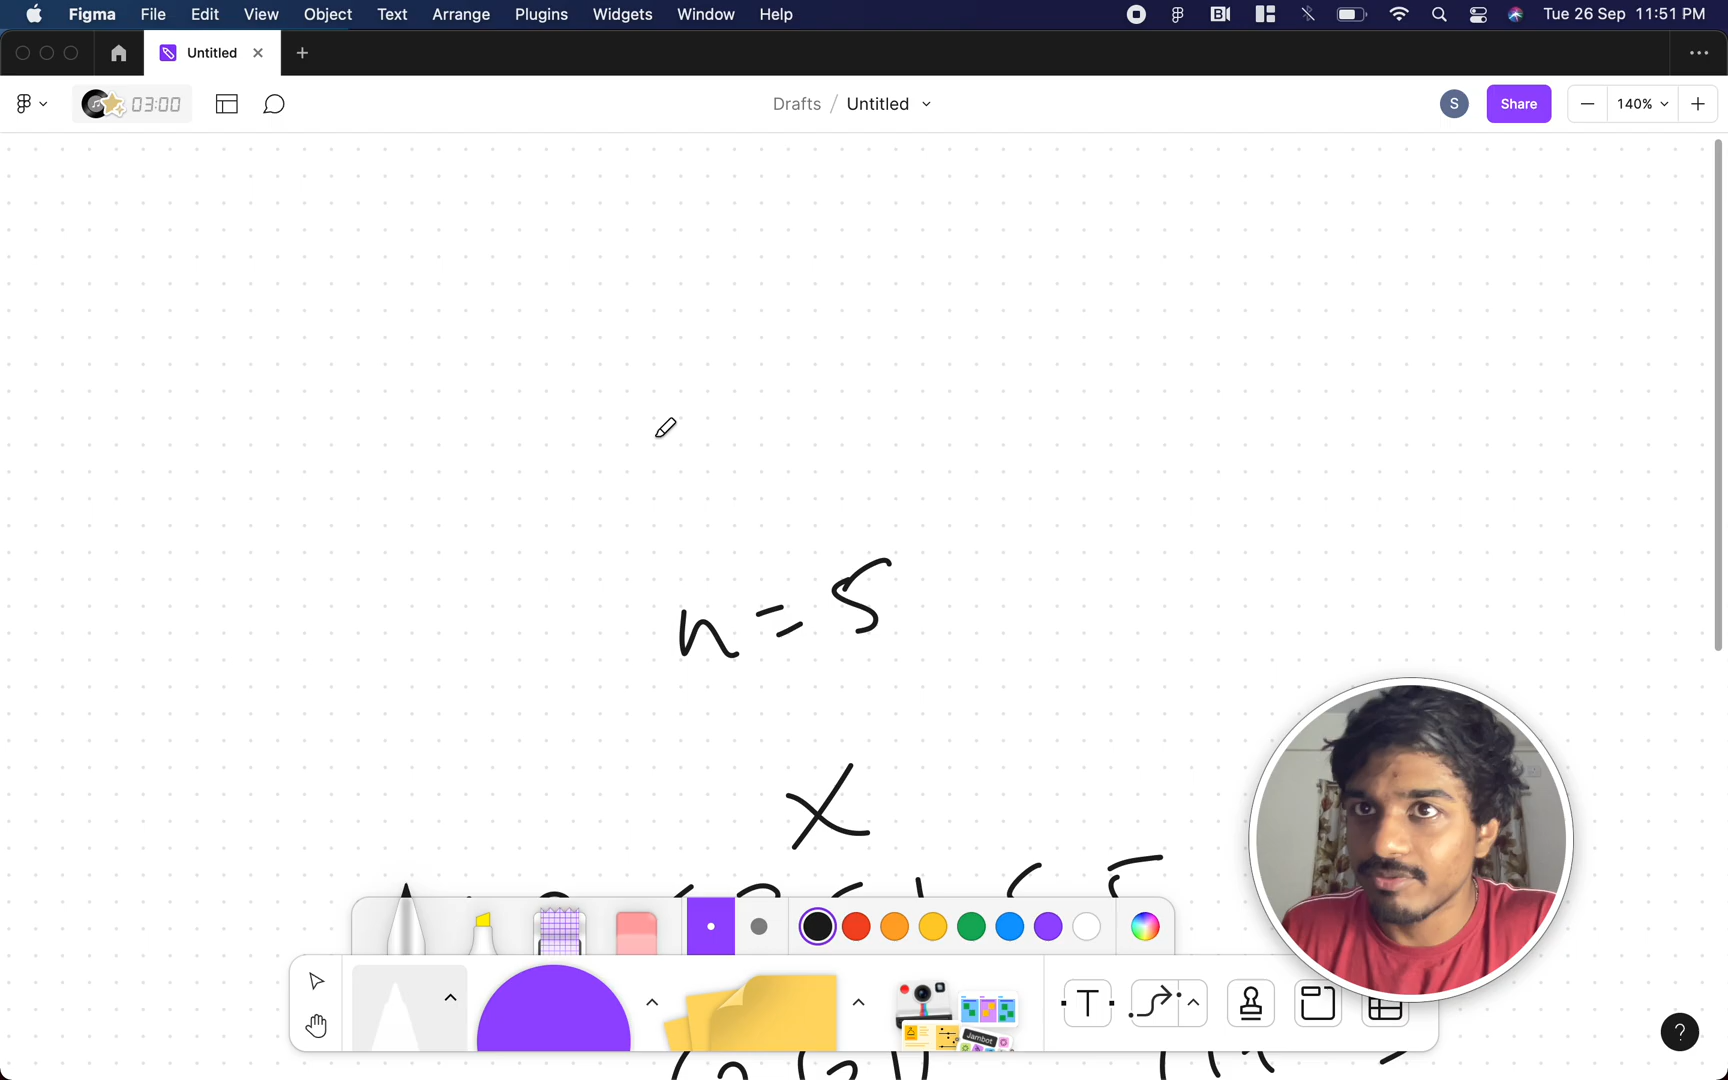 Figma File Edit View Object Text Arrange Plugins Widgets Window Help Tue 26 Sep 11:51 PM
Untitled
03:00 Drafts / Untitled S Share 140%
n = 5
X
T
Jambot
?